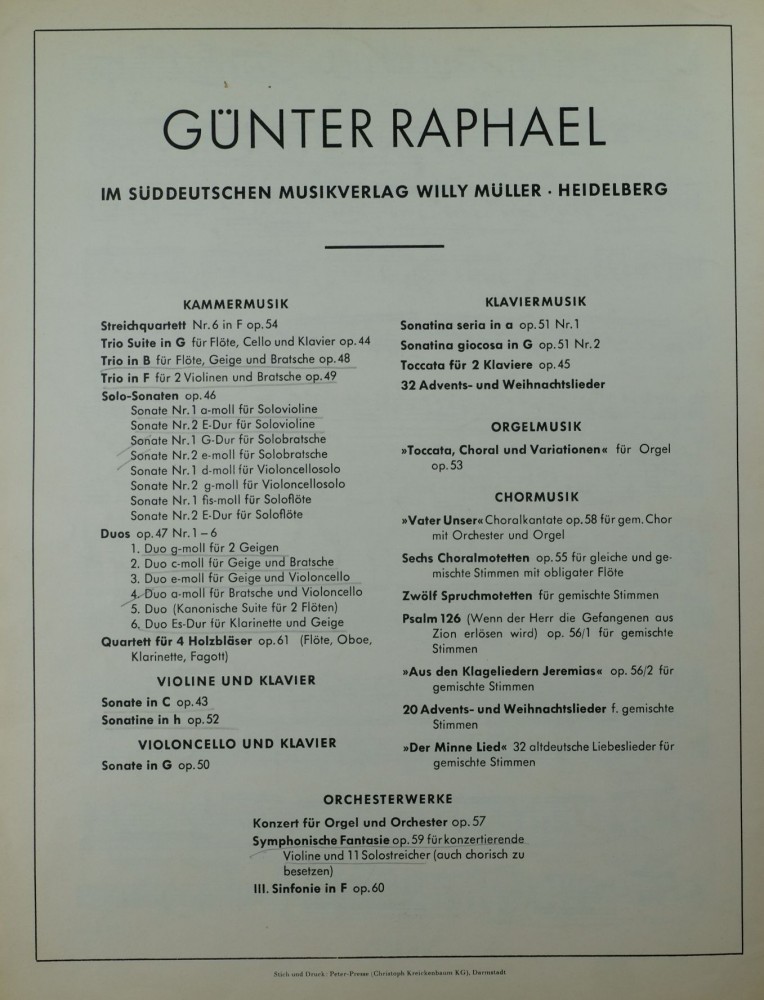 GÜNTER RAPHAEL
IM SÜDDEUTSCHEN MUSIKVERLAG WILLY MÜLLER · HEIDELBERG
KAMMERMUSIK
Streichquartett Nr. 6 in F op. 54
Trio Suite in G für Flöte, Cello und Klavier op. 44
Trio in B für Flöte, Geige und Bratsche op. 48
Trio in F für 2 Violinen und Bratsche op. 49
Solo-Sonaten op. 46
Sonate Nr. 1 a-moll für Solovioline
Sonate Nr. 2 E-Dur für Solovioline
Sonate Nr. 1 G-Dur für Solobratsche
Sonate Nr. 2 e-moll für Solobratsche
Sonate Nr. 1 d-moll für Violoncellosolo
Sonate Nr. 2 g-moll für Violoncellosolo
Sonate Nr. 1 fis-moll für Soloflöte
Sonate Nr. 2 E-Dur für Soloflöte
Duos op. 47 Nr. 1 – 6
1. Duo g-moll für 2 Geigen
2. Duo c-moll für Geige und Bratsche
3. Duo e-moll für Geige und Violoncello
4. Duo a-moll für Bratsche und Violoncello
5. Duo (Kanonische Suite für 2 Flöten)
6. Duo Es-Dur für Klarinette und Geige
Quartett für 4 Holzbläser op. 61 (Flöte, Oboe,
Klarinette, Fagott)
VIOLINE UND KLAVIER
Sonate in C op. 43
Sonatine in h op. 52
VIOLONCELLO UND KLAVIER
Sonate in G op. 50
KLAVIERMUSIK
Sonatina seria in a op. 51 Nr. 1
Sonatina giocosa in G op. 51 Nr. 2
Toccata für 2 Klaviere op. 45
32 Advents- und Weihnachtslieder
ORGELMUSIK
»Toccata, Choral und Variationen« für Orgel
op. 53
CHORMUSIK
»Vater Unser« Choralkantate op. 58 für gem. Chor
mit Orchester und Orgel
Sechs Choralmotetten op. 55 für gleiche und ge-
mischte Stimmen mit obligater Flöte
Zwölf Spruchmotetten für gemischte Stimmen
Psalm 126 (Wenn der Herr die Gefangenen aus
Zion erlösen wird) op. 56/1 für gemischte
Stimmen
»Aus den Klageliedern Jeremias« op. 56/2 für
gemischte Stimmen
20 Advents- und Weihnachtslieder f. gemischte
Stimmen
»Der Minne Lied« 32 altdeutsche Liebeslieder für
gemischte Stimmen
ORCHESTERWERKE
Konzert für Orgel und Orchester op. 57
Symphonische Fantasie op. 59 für konzertierende
Violine und 11 Solostreicher (auch chorisch zu
besetzen)
III. Sinfonie in F op. 60
Stich und Druck: Peter-Presse (Christoph Kreickenbaum KG), Darmstadt